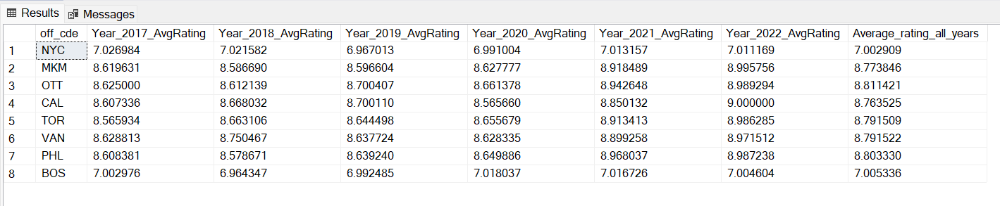 Results Messages
off_cde Year_2017_AvgRating Year_2018_AvgRating Year_2019_AvgRating Year_2020_AvgRating Year_2021_AvgRating Year_2022_AvgRating Average_rating_all_years
1 NYC 7.026984 7.021582 6.967013 6.991004 7.013157 7.011169 7.002909
2 MKM 8.619631 8.586690 8.596604 8.627777 8.918489 8.995756 8.773846
3 OTT 8.625000 8.612139 8.700407 8.661378 8.942648 8.989294 8.811421
4 CAL 8.607336 8.668032 8.700110 8.565660 8.850132 9.000000 8.763525
5 TOR 8.565934 8.663106 8.644498 8.655679 8.913413 8.986285 8.791509
6 VAN 8.628813 8.750467 8.637724 8.628335 8.899258 8.971512 8.791522
7 PHL 8.608381 8.578671 8.639240 8.649886 8.968037 8.987238 8.803330
8 BOS 7.002976 6.964347 6.992485 7.018037 7.016726 7.004604 7.005336